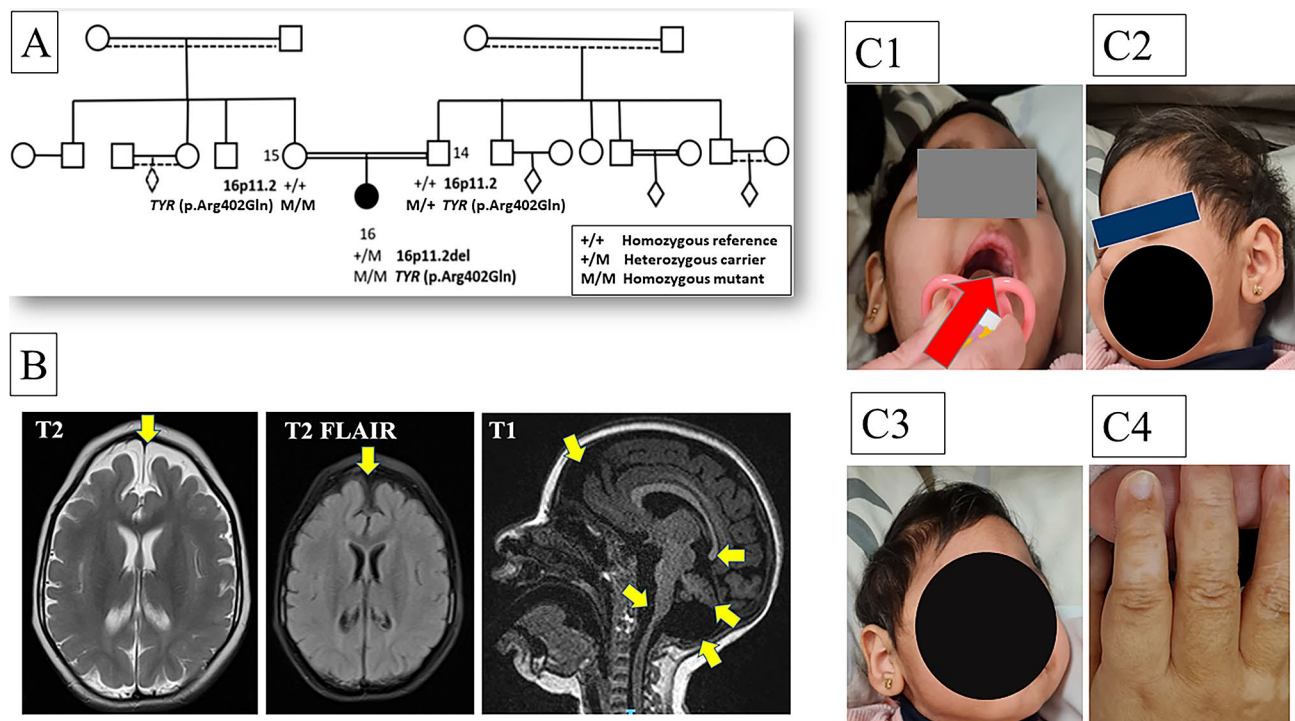 A
15
14
16p11.2 +/+
TYR (p.Arg402Gln) M/M
+/+ 16p11.2
M/+ TYR (p.Arg402Gln)
16
+/M 16p11.2del
M/M TYR (p.Arg402Gln)
+/+ Homozygous reference
+/M Heterozygous carrier
M/M Homozygous mutant
B
T2
T2 FLAIR
T1
C1
C2
C3
C4